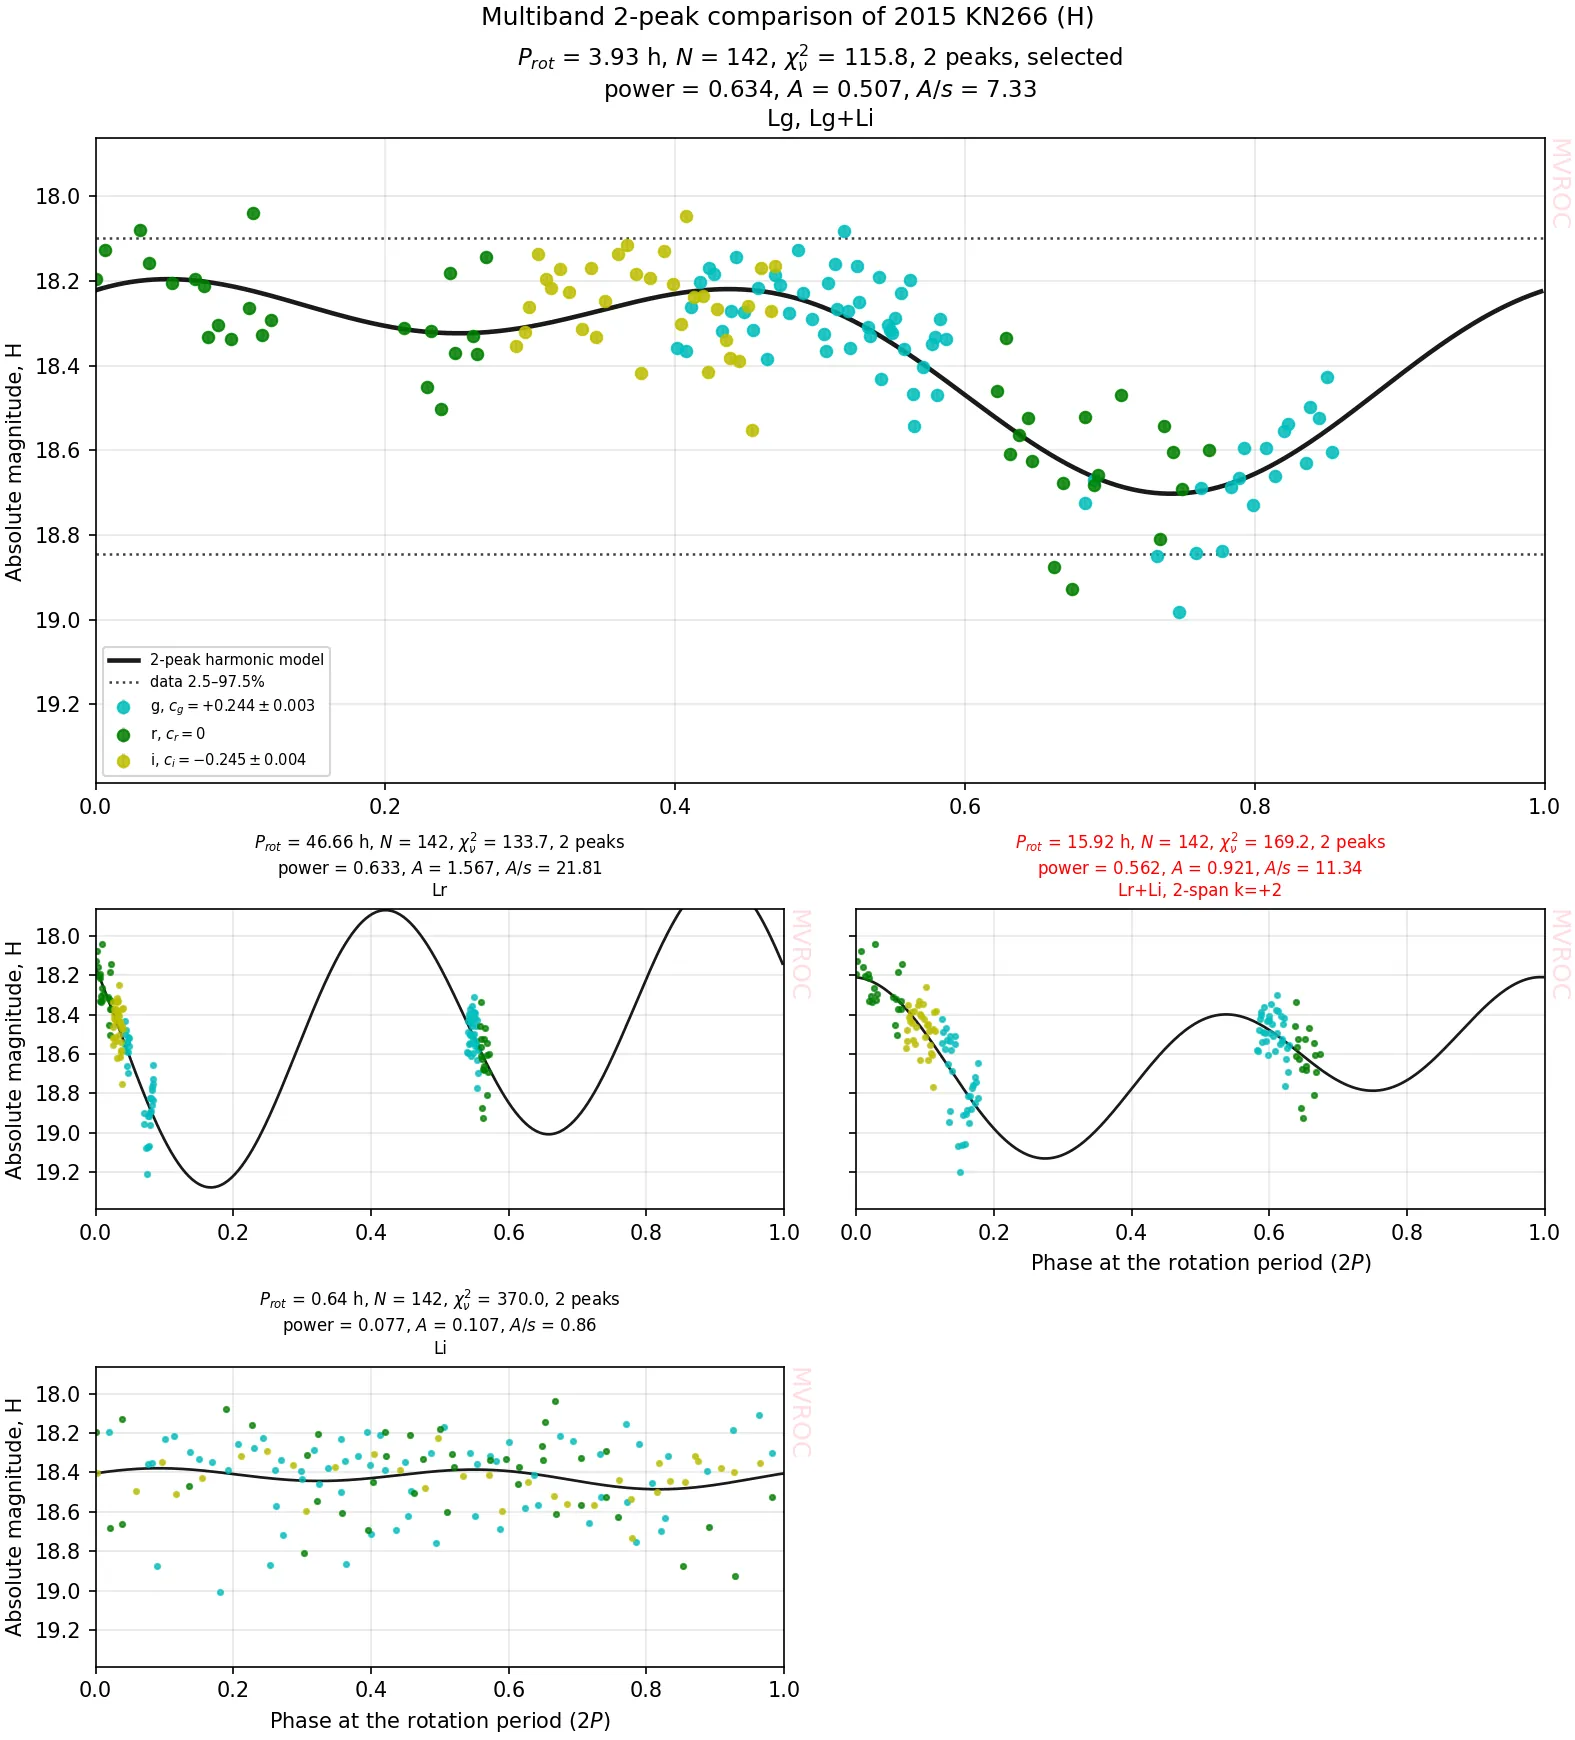 Multiband 2-peak comparison of 2015 KN266 (H)
P_rot = 3.93 h, N = 142, χ²_ν = 115.8, 2 peaks, selected
power = 0.634, A = 0.507, A/s = 7.33
Lg, Lg+Li
MVROC
Absolute magnitude, H
18.0
18.2
18.4
18.6
18.8
19.0
19.2
2-peak harmonic model
data 2.5–97.5%
g, c_g = +0.244 ± 0.003
r, c_r = 0
i, c_i = −0.245 ± 0.004
0.0 0.2 0.4 0.6 0.8 1.0
P_rot = 46.66 h, N = 142, χ²_ν = 133.7, 2 peaks
power = 0.633, A = 1.567, A/s = 21.81
Lr
MVROC
Absolute magnitude, H
18.0
18.2
18.4
18.6
18.8
19.0
19.2
0.0 0.2 0.4 0.6 0.8 1.0
P_rot = 15.92 h, N = 142, χ²_ν = 169.2, 2 peaks
power = 0.562, A = 0.921, A/s = 11.34
Lr+Li, 2-span k=+2
MVROC
0.0 0.2 0.4 0.6 0.8 1.0
Phase at the rotation period (2P)
P_rot = 0.64 h, N = 142, χ²_ν = 370.0, 2 peaks
power = 0.077, A = 0.107, A/s = 0.86
Li
MVROC
Absolute magnitude, H
18.0
18.2
18.4
18.6
18.8
19.0
19.2
0.0 0.2 0.4 0.6 0.8 1.0
Phase at the rotation period (2P)